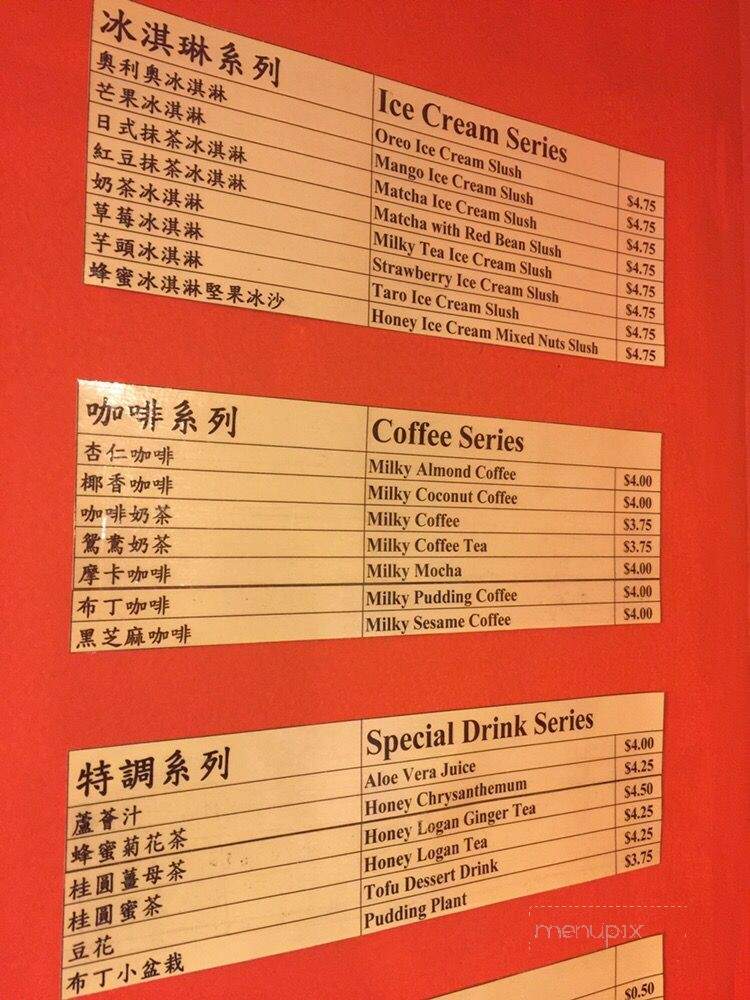 冰淇琳系列 Ice Cream Series
奧利奧冰淇淋 Oreo Ice Cream Slush $4.75
芒果冰淇淋 Mango Ice Cream Slush $4.75
日式抹茶冰淇淋 Matcha Ice Cream Slush $4.75
紅豆抹茶冰淇淋 Matcha with Red Bean Slush $4.75
奶茶冰淇淋 Milky Tea Ice Cream Slush $4.75
草莓冰淇淋 Strawberry Ice Cream Slush $4.75
芋頭冰淇淋 Taro Ice Cream Slush $4.75
蜂蜜冰淇淋堅果冰沙 Honey Ice Cream Mixed Nuts Slush $4.75
咖啡系列 Coffee Series
杏仁咖啡 Milky Almond Coffee $4.00
椰香咖啡 Milky Coconut Coffee $4.00
咖啡奶茶 Milky Coffee $3.75
鴛鴦奶茶 Milky Coffee Tea $3.75
摩卡咖啡 Milky Mocha $4.00
布丁咖啡 Milky Pudding Coffee $4.00
黑芝麻咖啡 Milky Sesame Coffee $4.00
特調系列 Special Drink Series
蘆薈汁 Aloe Vera Juice $4.00
蜂蜜菊花茶 Honey Chrysanthemum $4.25
桂圓薑母茶 Honey Logan Ginger Tea $4.50
桂圓蜜茶 Honey Logan Tea $4.25
豆花 Tofu Dessert Drink $4.25
布丁小盆栽 Pudding Plant $3.75
$0.50
menupix